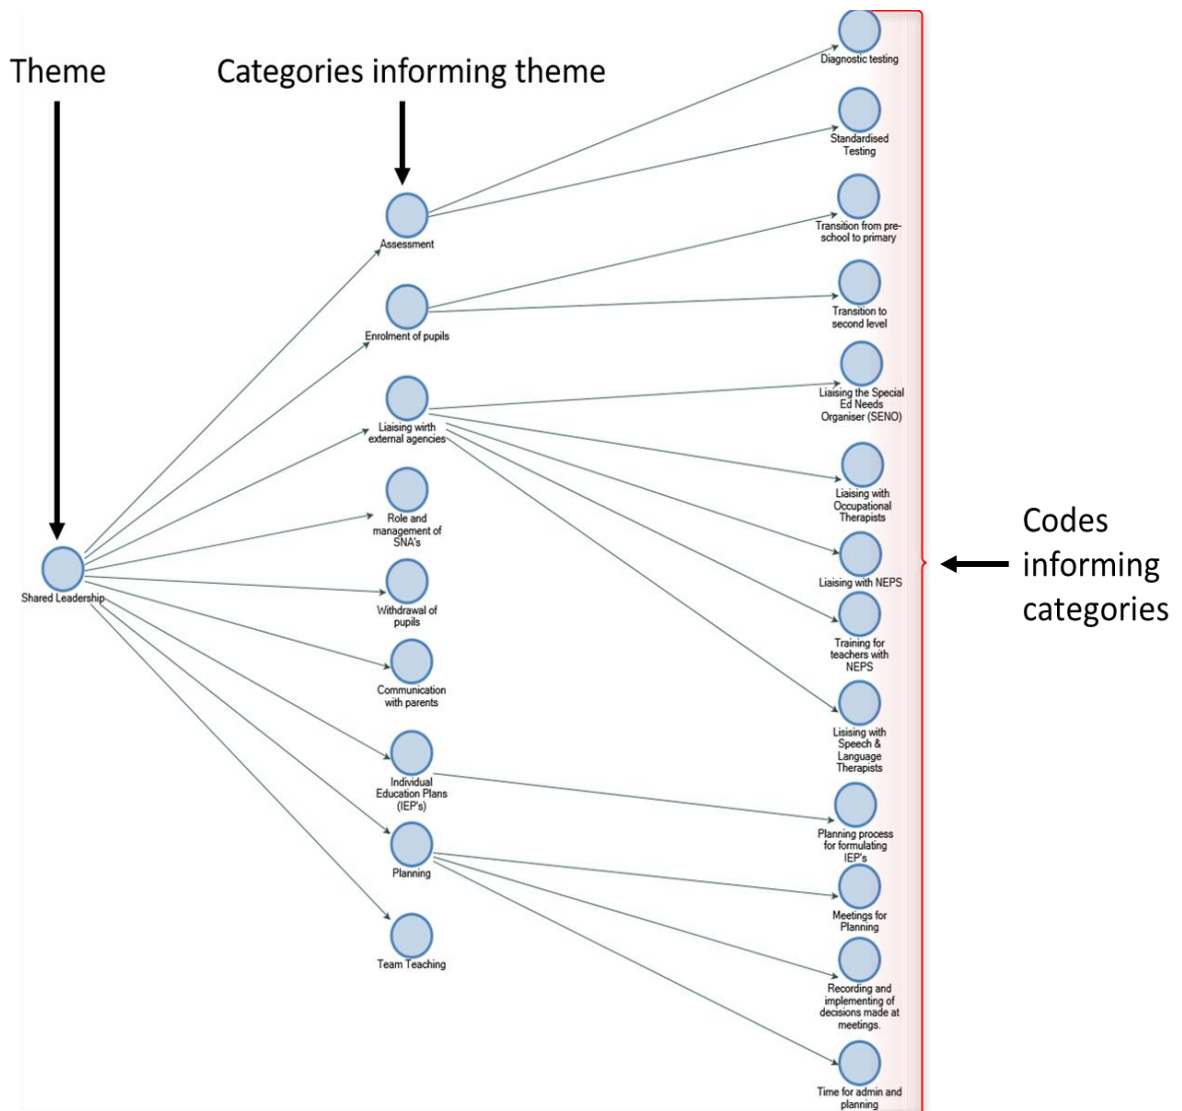 Theme
Categories informing theme
Diagnostic testing
Standardised
Testing
Transition from pre-
school to primary
Assessment
Transition to
second level
Enrolment of pupils
Liaising the Special
Ed Needs
Organiser (SENO)
Liaising wirth
external agencies
Liaising with
Occupational
Therapists
Role and
management of
SNA's
Codes
informing
categories
Liaising with NEPS
Shared Leadership
Withdrawal of
pupils
Training for
teachers with
NEPS
Communication
with parents
Lisising with
Speech &
Language
Therapists
Individual
Education Plans
(IEP's)
Planning process
for formulating
IEP's
Planning
Meetings for
Planning
Team Teaching
Recording and
implementing of
decisions made at
meetings.
Time for admin and
planning